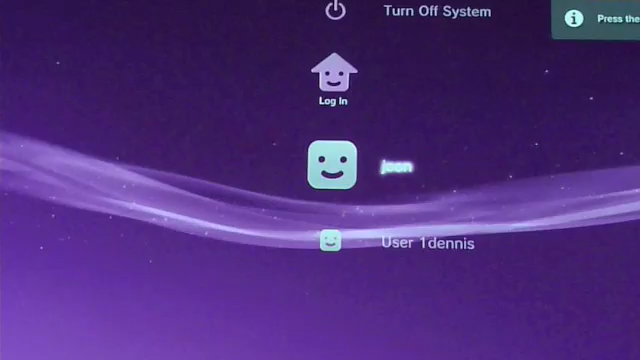 Turn Off System
Press the
Log In
joon
User 1dennis